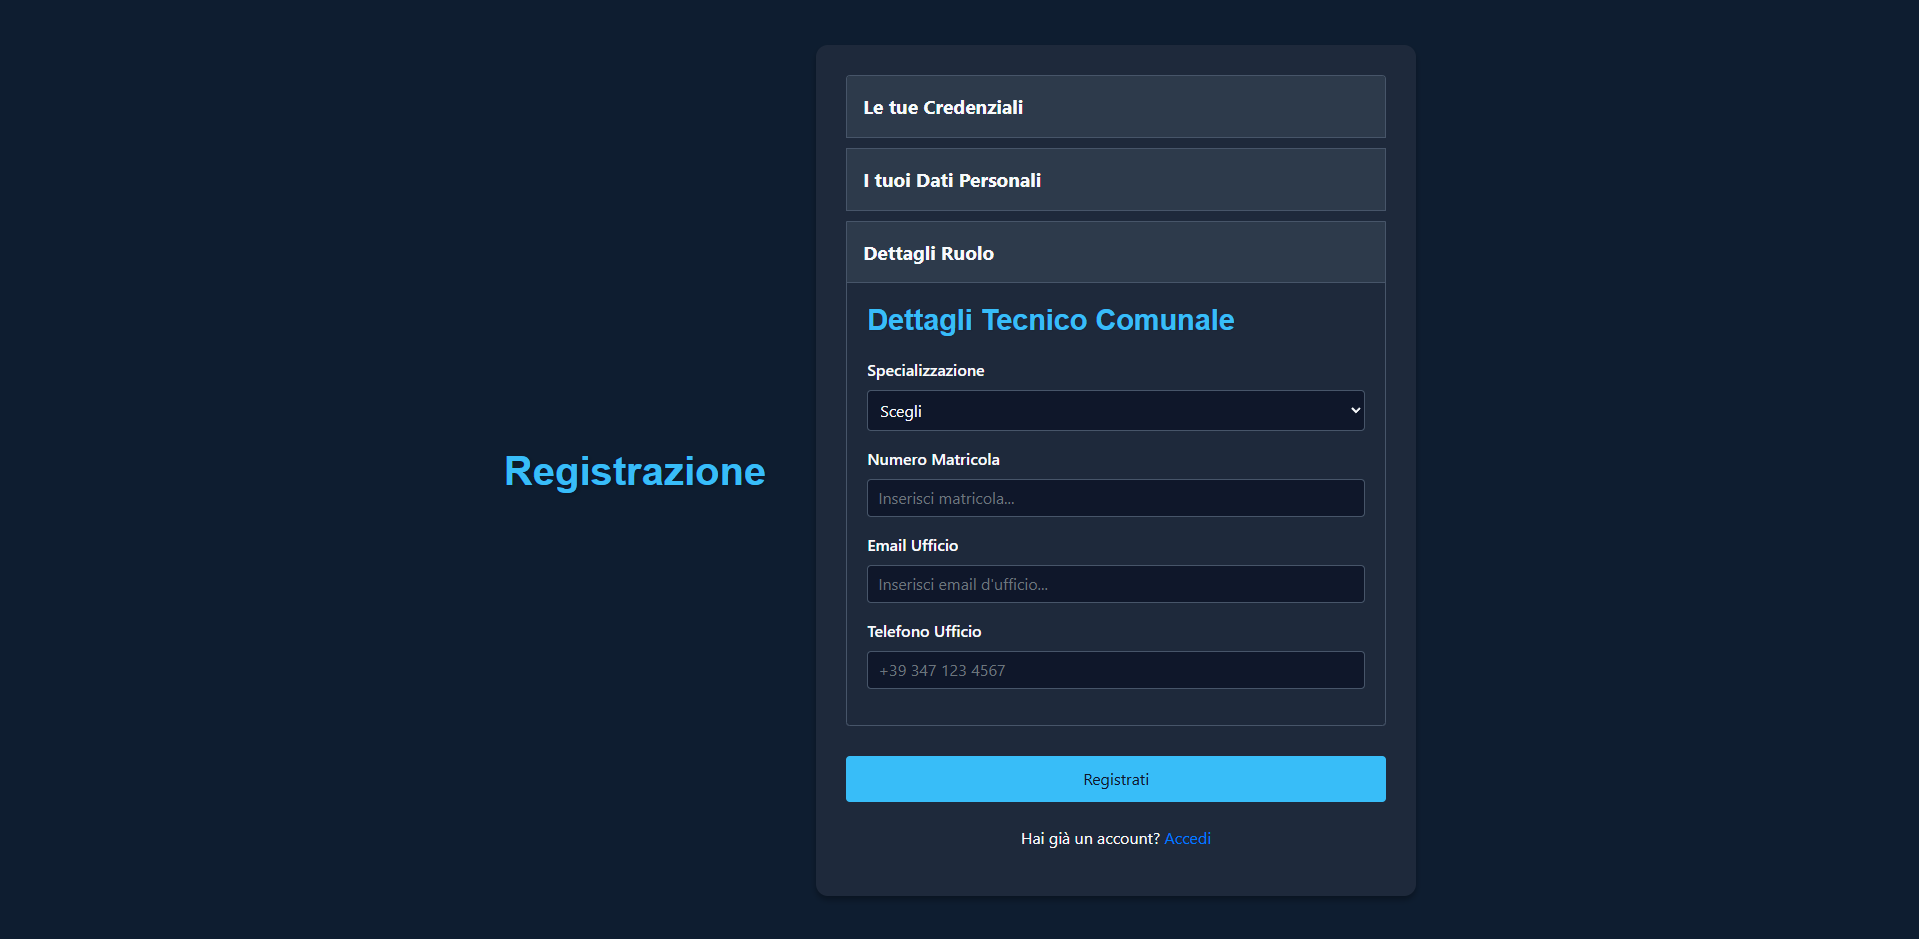 Registrazione
Le tue Credenziali
I tuoi Dati Personali
Dettagli Ruolo
Dettagli Tecnico Comunale
Specializzazione
Scegli
Numero Matricola
Inserisci matricola...
Email Ufficio
Inserisci email d'ufficio...
Telefono Ufficio
+39 347 123 4567
Registrati
Hai già un account? Accedi